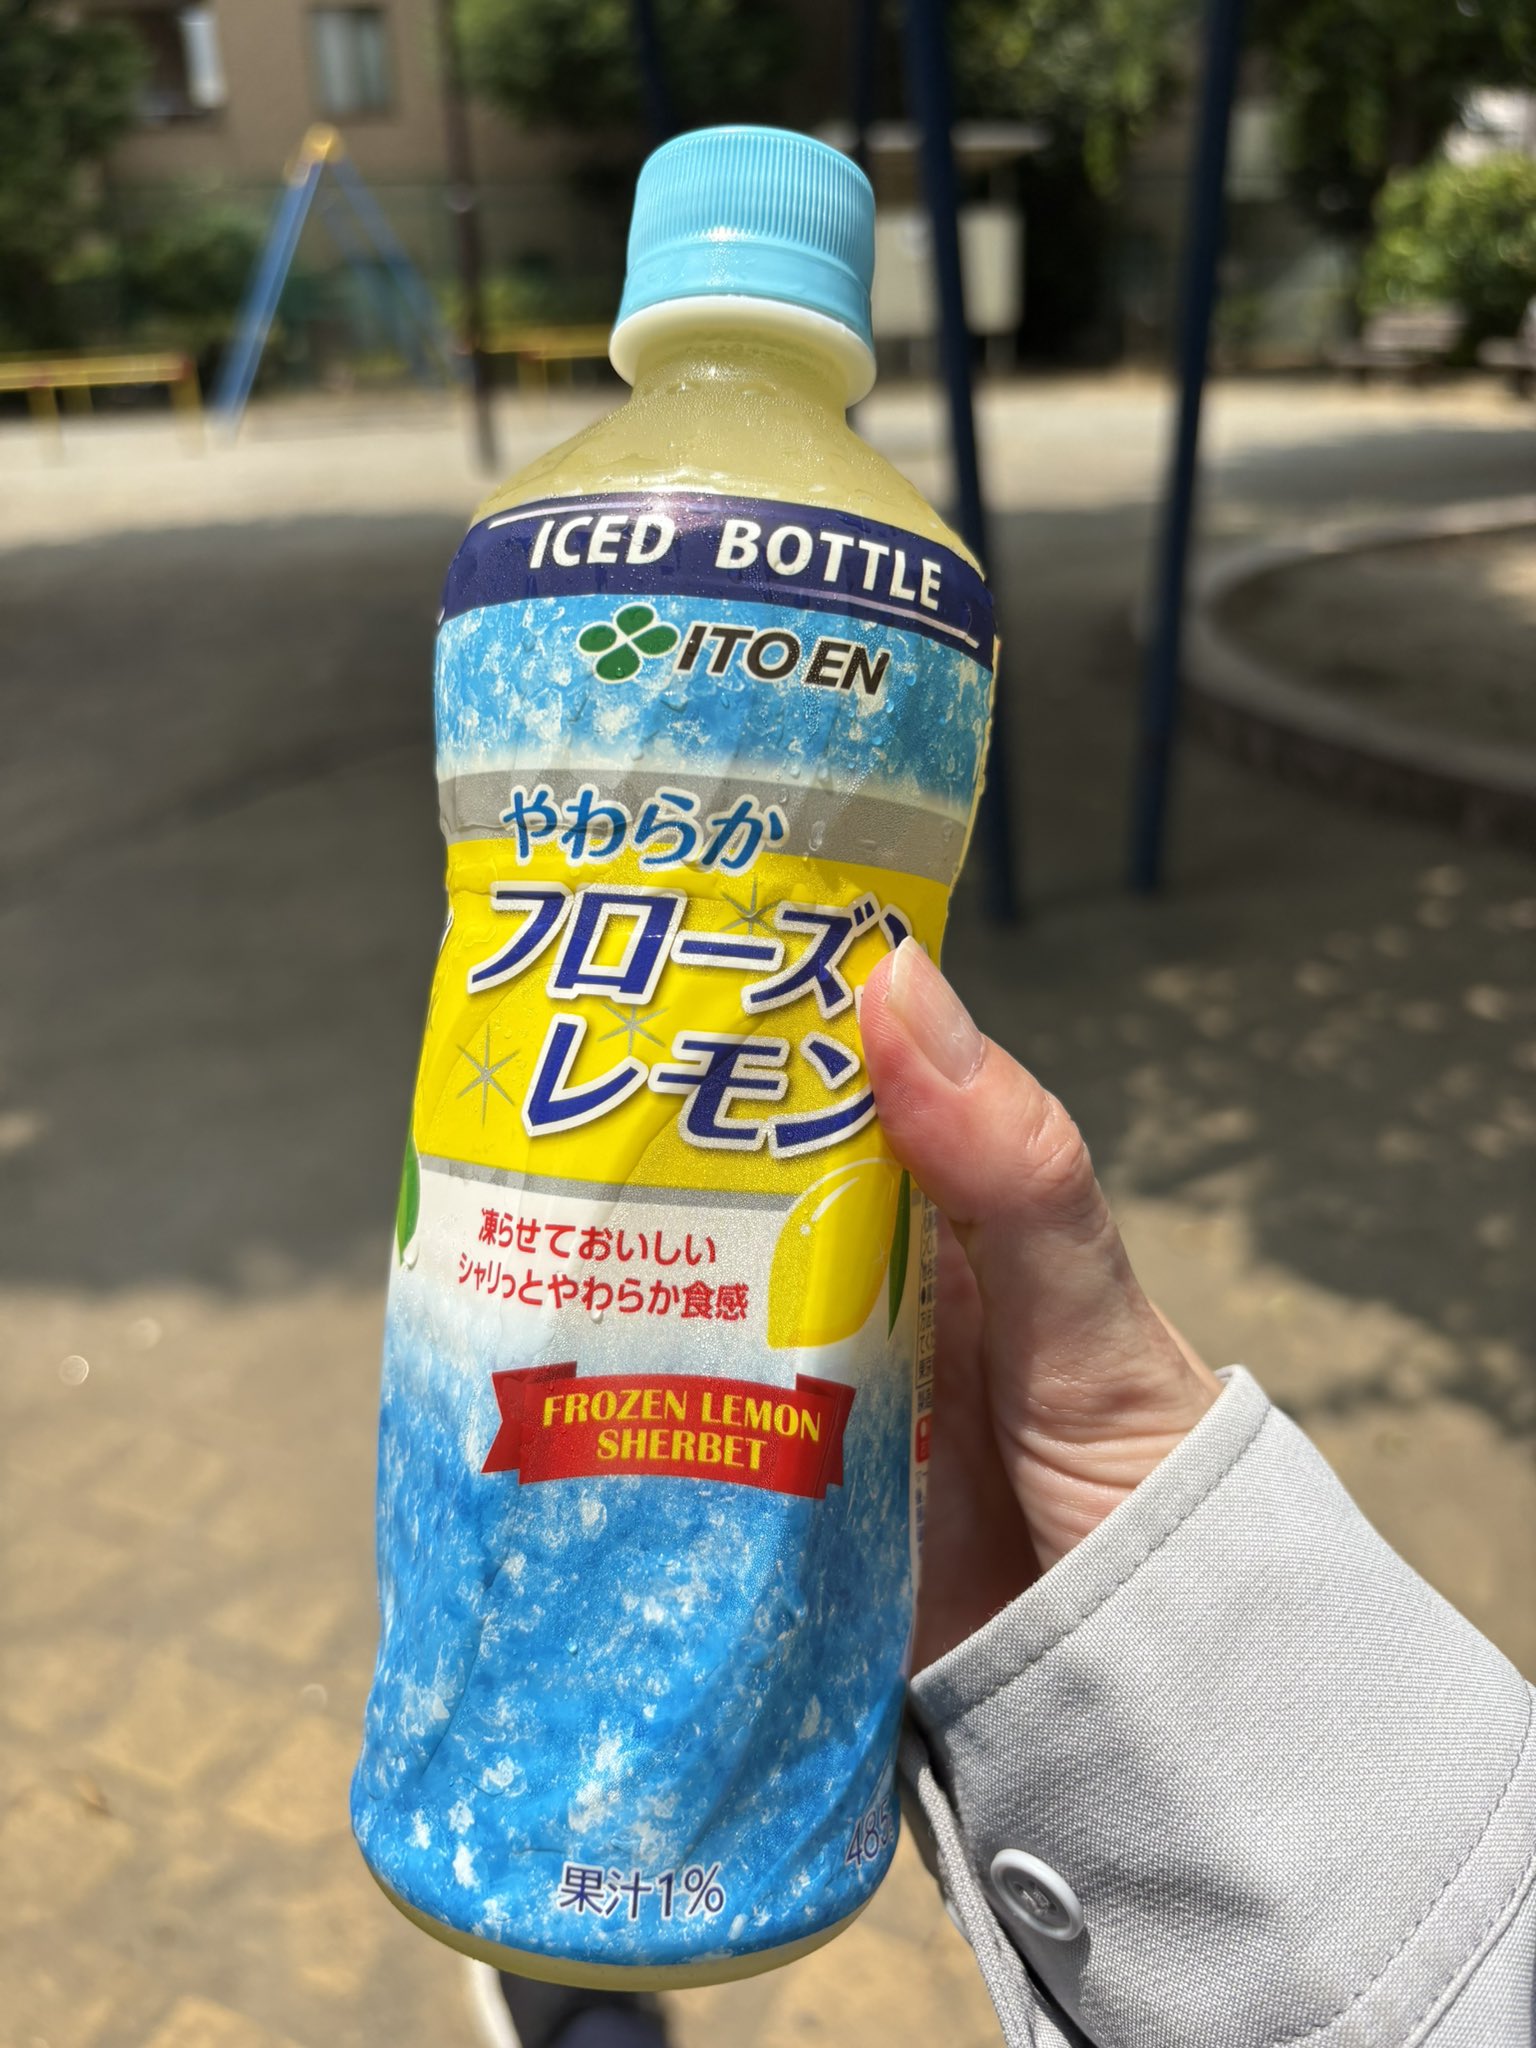 ICED BOTTLE
ITO EN
やわらか
フローズン
レモン
凍らせておいしい
シャリっとやわらか食感
FROZEN LEMON
SHERBET
485
果汁1%